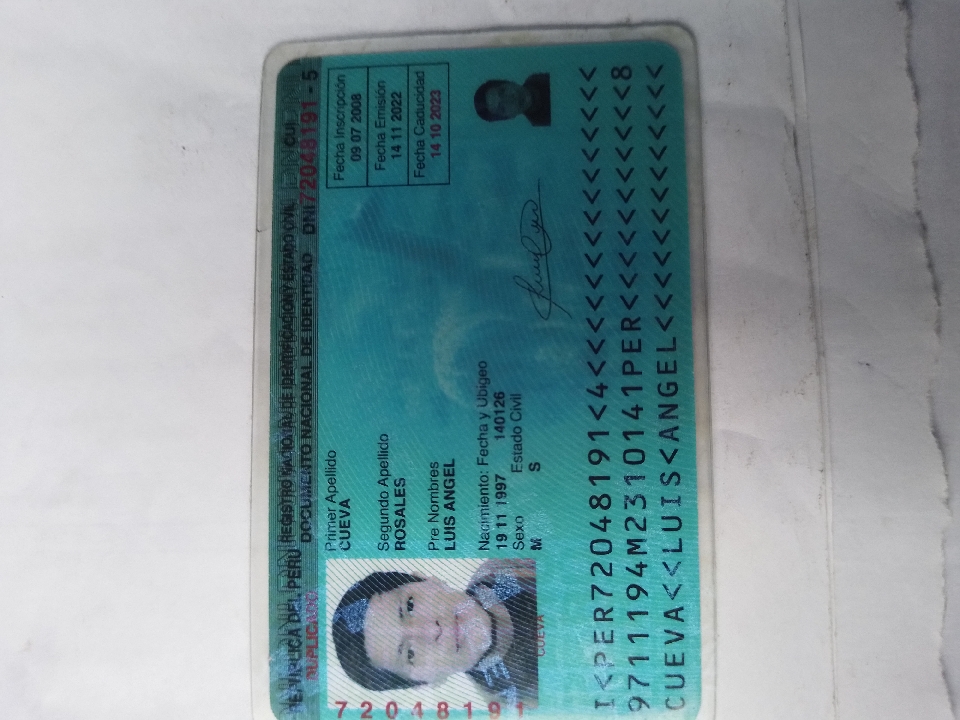 REPUBLICA DEL PERU REGISTRO NACIONAL DE IDENTIFICACION Y ESTADO CIVIL CUI
DUPLICADO DOCUMENTO NACIONAL DE IDENTIDAD DNI 72048191 - 5
Primer Apellido
CUEVA
Segundo Apellido
ROSALES
Pre Nombres
LUIS ANGEL
Nacimiento: Fecha y Ubigeo
19 11 1997 140126
Sexo Estado Civil
M S
Fecha Inscripción
09 07 2008
Fecha Emisión
14 11 2022
Fecha Caducidad
14 10 2023
CUEVA
72048191
I<PER72048191<4<<<<<<<<<<<<<<<
9711194M2310141PER<<<<<<<<<<<8
CUEVA<<LUIS<ANGEL<<<<<<<<<<<<<